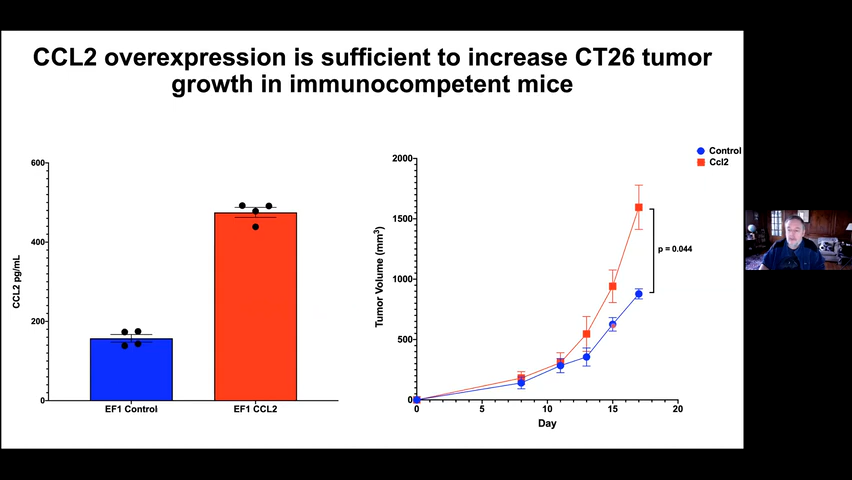 CCL2 overexpression is sufficient to increase CT26 tumor
growth in immunocompetent mice
600
400
200
0
CCL2 pg/mL
EF1 Control
EF1 CCL2
2000
1500
1000
500
0
Tumor Volume (mm³)
0
5
10
15
20
Day
Control
Ccl2
p = 0.044